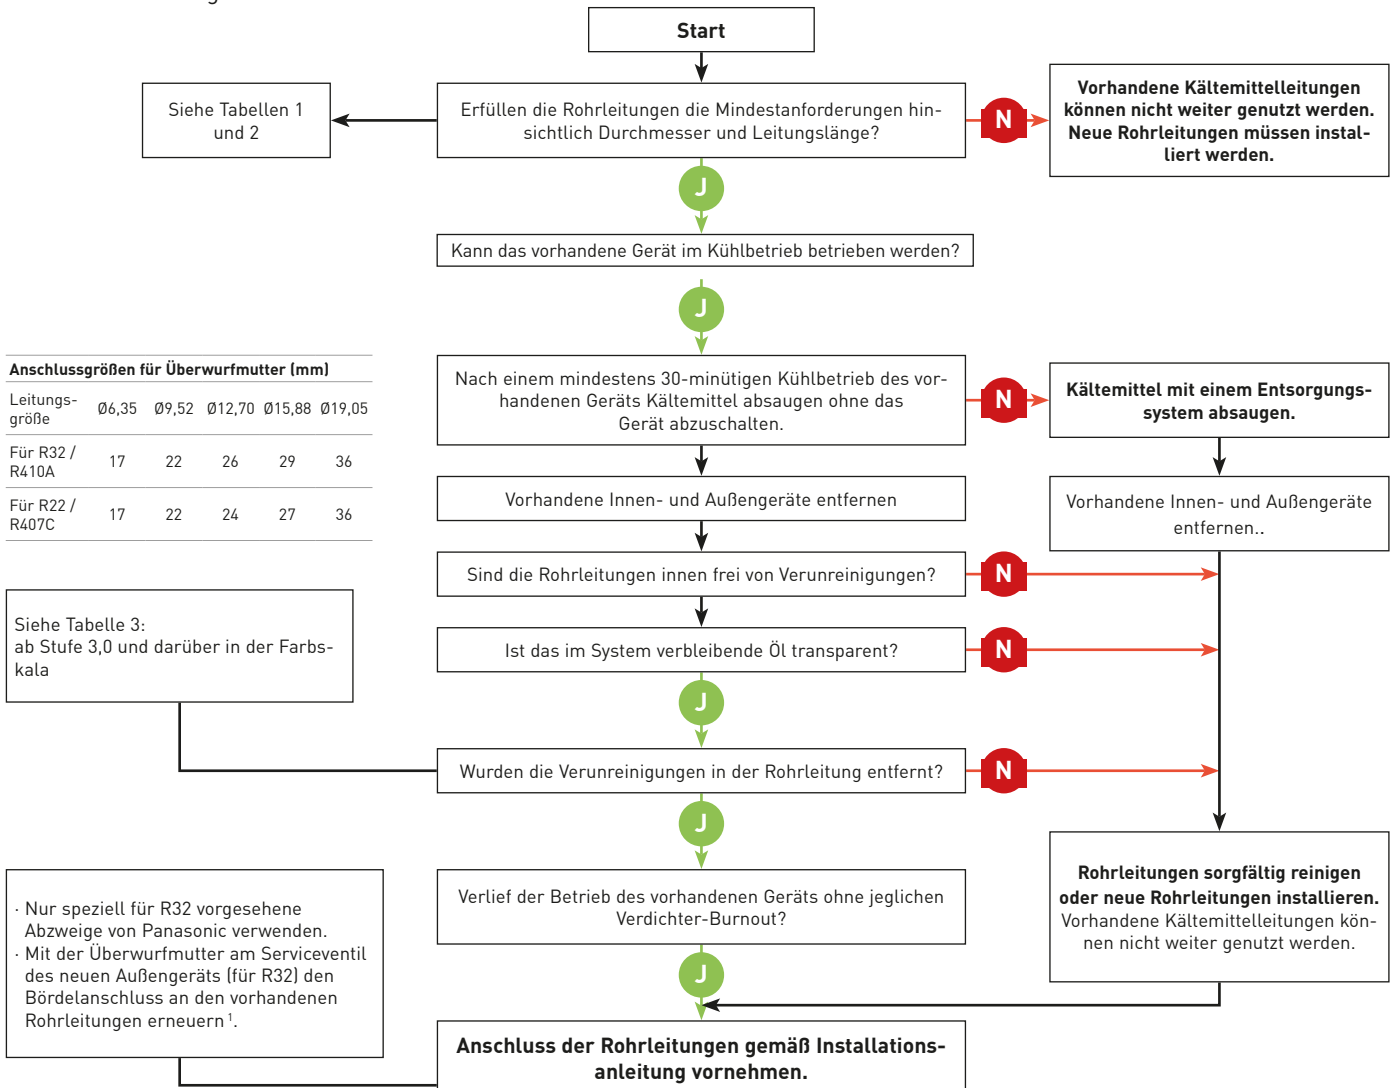 Start
Siehe Tabellen 1
und 2
Erfüllen die Rohrleitungen die Mindestanforderungen hin-
sichtlich Durchmesser und Leitungslänge?
N
Vorhandene Kältemittelleitungen
können nicht weiter genutzt werden.
Neue Rohrleitungen müssen instal-
liert werden.
J
Kann das vorhandene Gerät im Kühlbetrieb betrieben werden?
J
Anschlussgrößen für Überwurfmutter (mm)
Leitungs-
größe Ø6,35 Ø9,52 Ø12,70 Ø15,88 Ø19,05
Für R32 /
R410A 17 22 26 29 36
Für R22 /
R407C 17 22 24 27 36
Nach einem mindestens 30-minütigen Kühlbetrieb des vor-
handenen Geräts Kältemittel absaugen ohne das
Gerät abzuschalten.
N
Kältemittel mit einem Entsorgungs-
system absaugen.
Vorhandene Innen- und Außengeräte entfernen
Vorhandene Innen- und Außengeräte
entfernen..
Sind die Rohrleitungen innen frei von Verunreinigungen?
N
Siehe Tabelle 3:
ab Stufe 3,0 und darüber in der Farbs-
kala
Ist das im System verbleibende Öl transparent?
N
J
Wurden die Verunreinigungen in der Rohrleitung entfernt?
N
J
Rohrleitungen sorgfältig reinigen
oder neue Rohrleitungen installieren.
Vorhandene Kältemittelleitungen kön-
nen nicht weiter genutzt werden.
Verlief der Betrieb des vorhandenen Geräts ohne jeglichen
Verdichter-Burnout?
· Nur speziell für R32 vorgesehene
Abzweige von Panasonic verwenden.
· Mit der Überwurfmutter am Serviceventil
des neuen Außengeräts (für R32) den
Bördelanschluss an den vorhandenen
Rohrleitungen erneuern ¹.
J
Anschluss der Rohrleitungen gemäß Installations-
anleitung vornehmen.